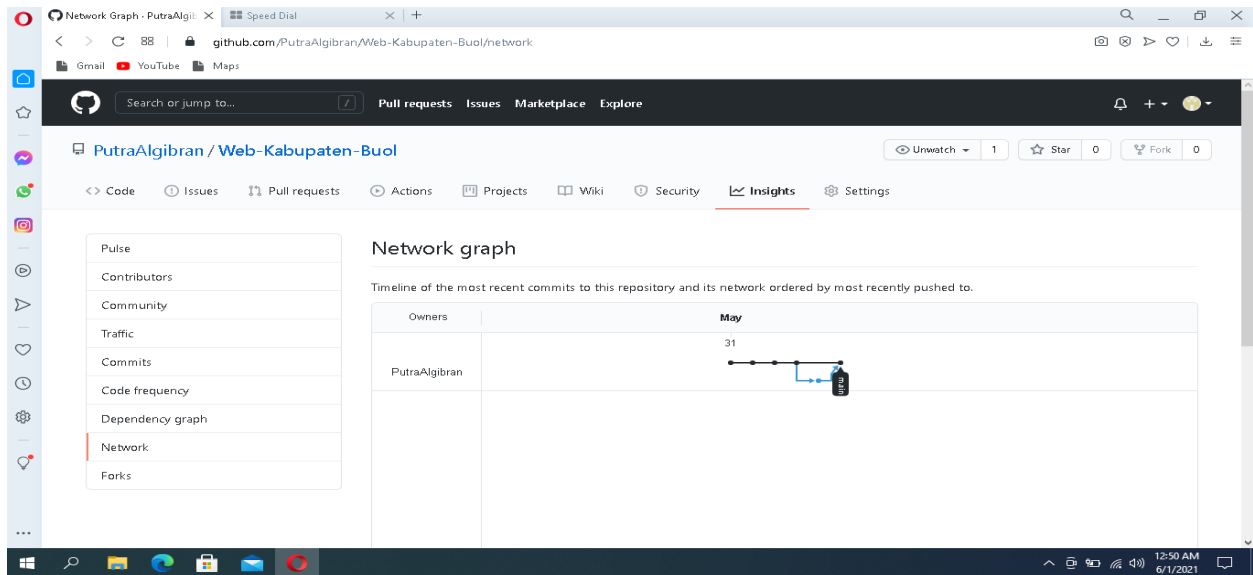 Network Graph · PutraAlgib
Speed Dial
github.com/PutraAlgibran/Web-Kabupaten-Buol/network
Gmail YouTube Maps
Search or jump to... /
Pull requests Issues Marketplace Explore
PutraAlgibran / Web-Kabupaten-Buol
Unwatch 1 Star 0 Fork 0
Code Issues Pull requests Actions Projects Wiki Security Insights Settings
Pulse
Contributors
Community
Traffic
Commits
Code frequency
Dependency graph
Network
Forks
Network graph
Timeline of the most recent commits to this repository and its network ordered by most recently pushed to.
Owners
May
31
PutraAlgibran
main
12:50 AM
6/1/2021